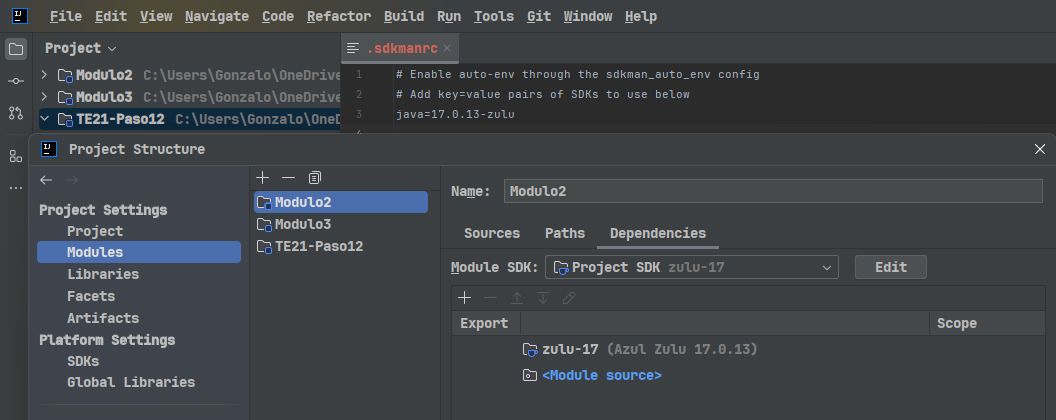 File Edit View Navigate Code Refactor Build Run Tools Git Window Help
Project
.sdkmanrc
Modulo2 C:\Users\Gonzalo\OneDrive
Modulo3 C:\Users\Gonzalo\OneDrive
TE21-Paso12 C:\Users\Gonzalo\OneD
1 # Enable auto-env through the sdkman_auto_env config
2 # Add key=value pairs of SDKs to use below
3 java=17.0.13-zulu
4
Project Structure
Project Settings
Project
Modules
Libraries
Facets
Artifacts
Platform Settings
SDKs
Global Libraries
Modulo2
Modulo3
TE21-Paso12
Name: Modulo2
Sources Paths Dependencies
Module SDK: Project SDK zulu-17 Edit
Export Scope
zulu-17 (Azul Zulu 17.0.13)
<Module source>